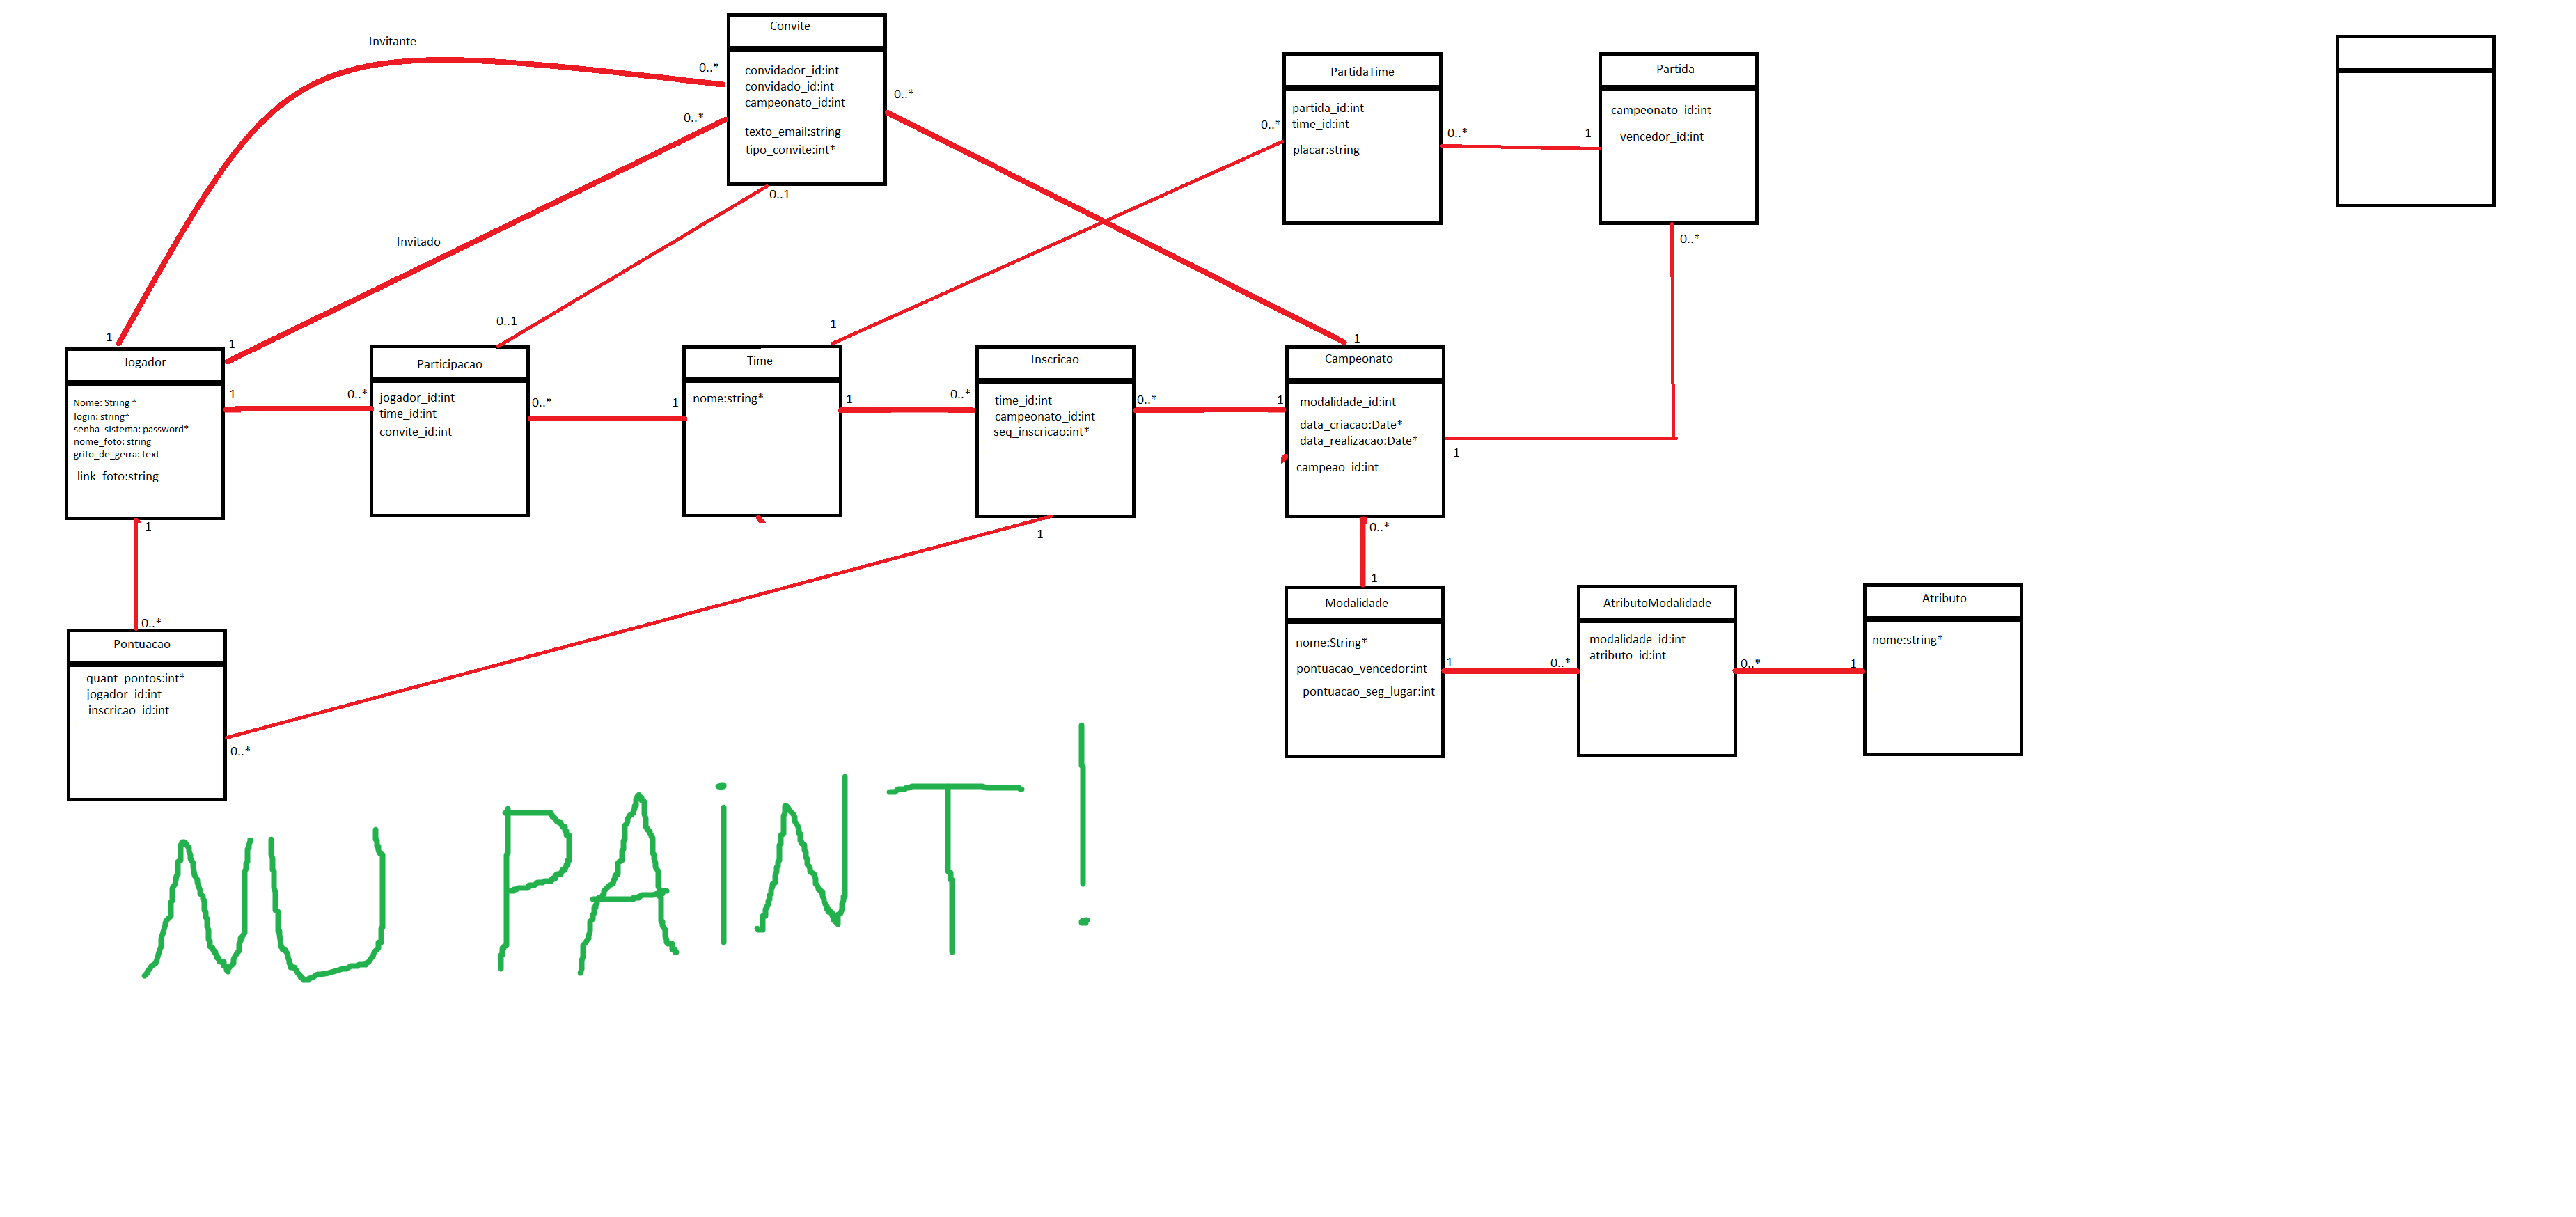 Convite
convidador_id:int
convidado_id:int
campeonato_id:int
texto_email:string
tipo_convite:int*
Invitante
0..*
0..*
0..*
0..1
Invitado
PartidaTime
partida_id:int
time_id:int
placar:string
0..*
0..*
1
Partida
campeonato_id:int
vencedor_id:int
0..*
1
1
0..1
1
1
Jogador
Nome: String *
login: string*
senha_sistema: password*
nome_foto: string
grito_de_gerra: text
link_foto:string
1
0..*
Participacao
jogador_id:int
time_id:int
convite_id:int
0..*
1
Time
nome:string*
1
0..*
Inscricao
time_id:int
campeonato_id:int
seq_inscricao:int*
0..*
1
Campeonato
modalidade_id:int
data_criacao:Date*
data_realizacao:Date*
campeao_id:int
1
1
1
0..*
1
0..*
Pontuacao
quant_pontos:int*
jogador_id:int
inscricao_id:int
0..*
Modalidade
nome:String*
pontuacao_vencedor:int
pontuacao_seg_lugar:int
1
0..*
AtributoModalidade
modalidade_id:int
atributo_id:int
0..*
1
Atributo
nome:string*
NU PAiNT!